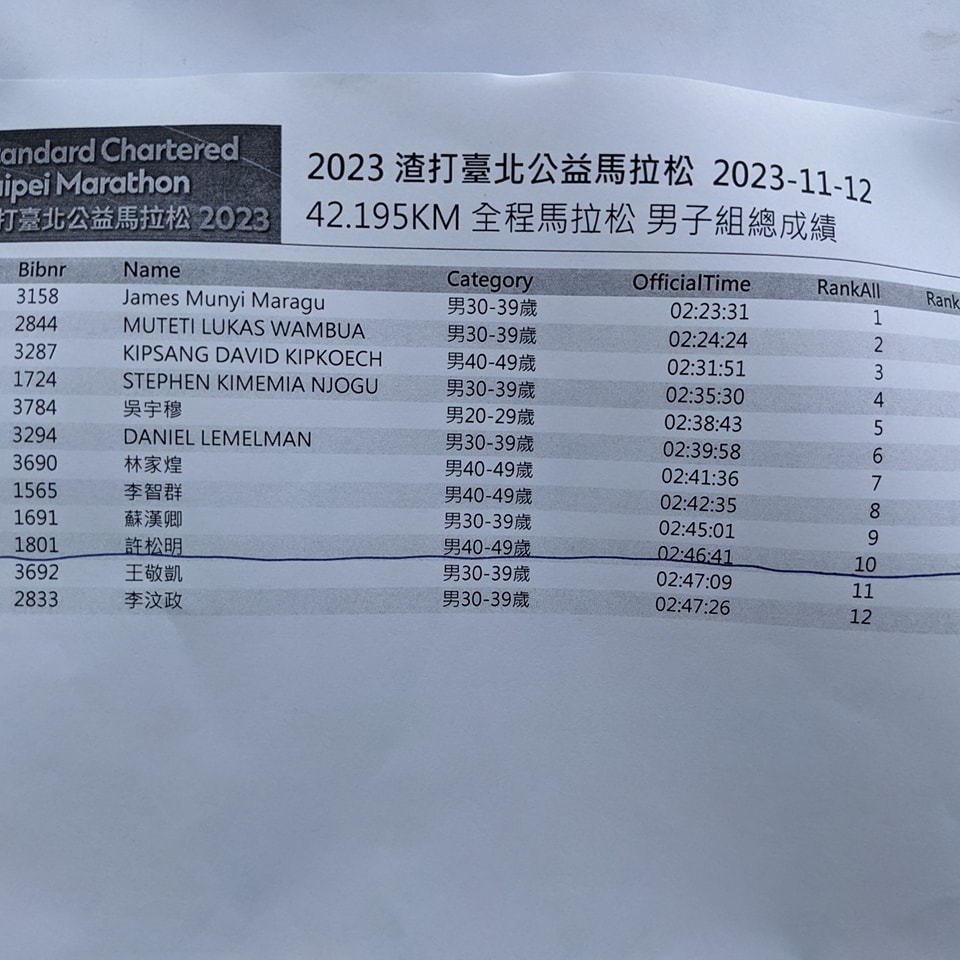 andard Chartered
aipei Marathon
打臺北公益馬拉松 2023
2023 渣打臺北公益馬拉松 2023-11-12
42.195KM 全程馬拉松 男子組總成績
Bibnr Name Category OfficialTime RankAll Rank
3158 James Munyi Maragu 男30-39歲 02:23:31 1
2844 MUTETI LUKAS WAMBUA 男30-39歲 02:24:24 2
3287 KIPSANG DAVID KIPKOECH 男40-49歲 02:31:51 3
1724 STEPHEN KIMEMIA NJOGU 男30-39歲 02:35:30 4
3784 吳宇穆 男20-29歲 02:38:43 5
3294 DANIEL LEMELMAN 男30-39歲 02:39:58 6
3690 林家煌 男40-49歲 02:41:36 7
1565 李智群 男40-49歲 02:42:35 8
1691 蘇漢卿 男30-39歲 02:45:01 9
1801 許松明 男40-49歲 02:46:41 10
3692 王敬凱 男30-39歲 02:47:09 11
2833 李汶政 男30-39歲 02:47:26 12